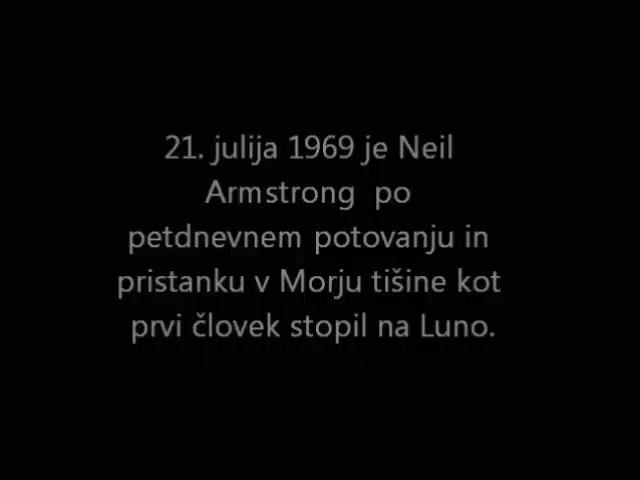 21. julija 1969 je Neil
Armstrong po
petdnevnem potovanju in
pristanku v Morju tišine kot
prvi človek stopil na Luno.